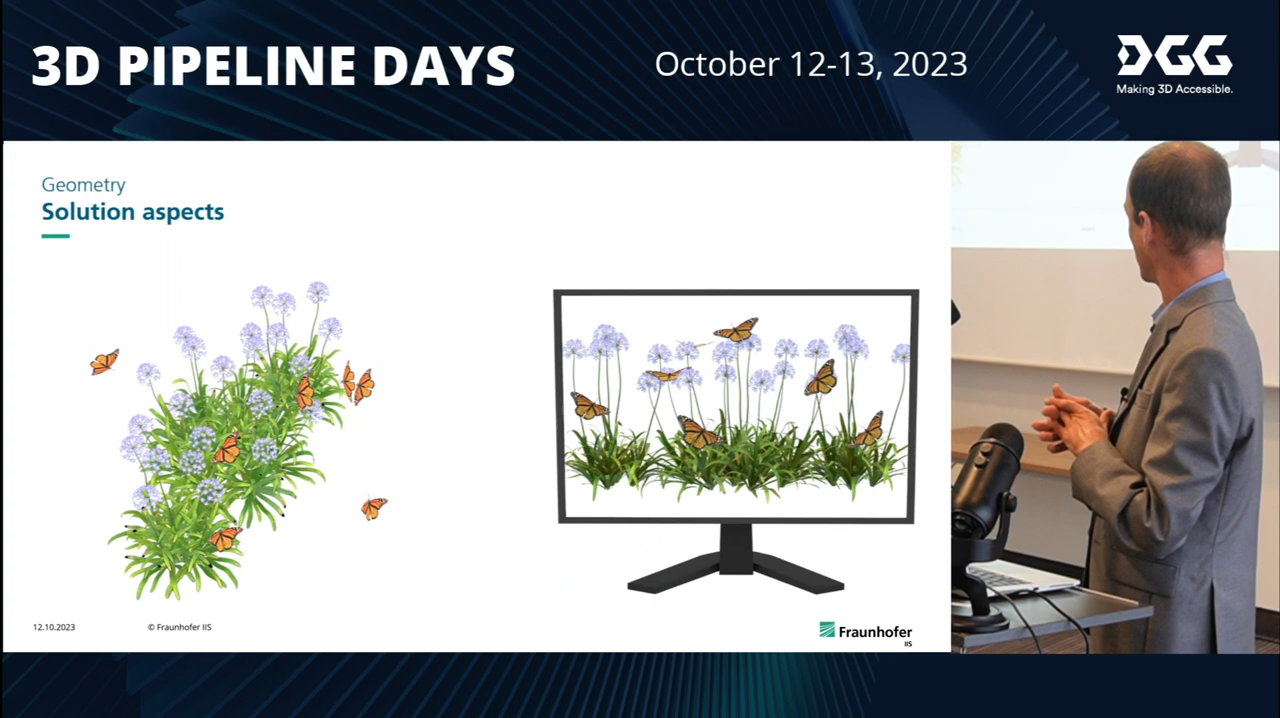 3D PIPELINE DAYS
October 12-13, 2023
DGG
Making 3D Accessible.
Geometry
Solution aspects
12.10.2023
© Fraunhofer IIS
Fraunhofer
IIS